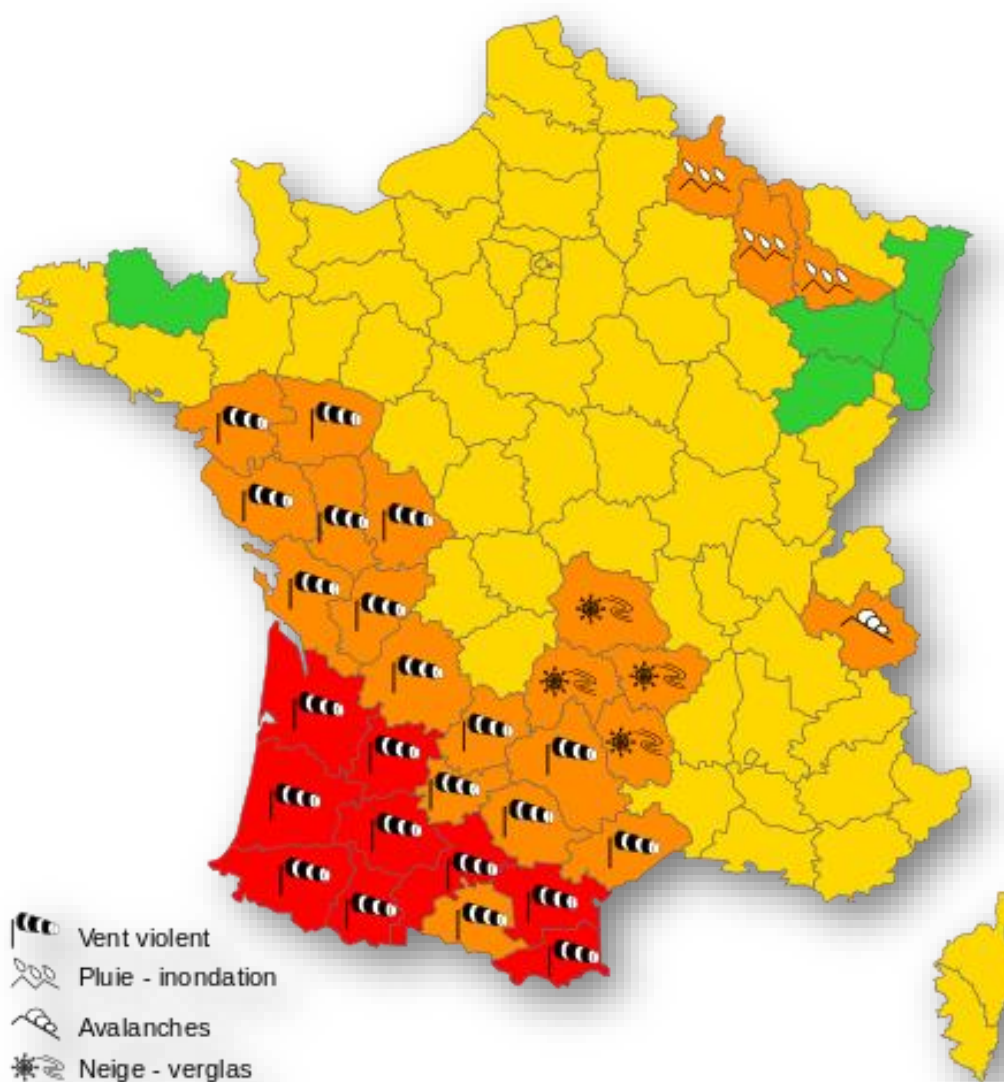 Vent violent
Pluie - inondation
Avalanches
Neige - verglas